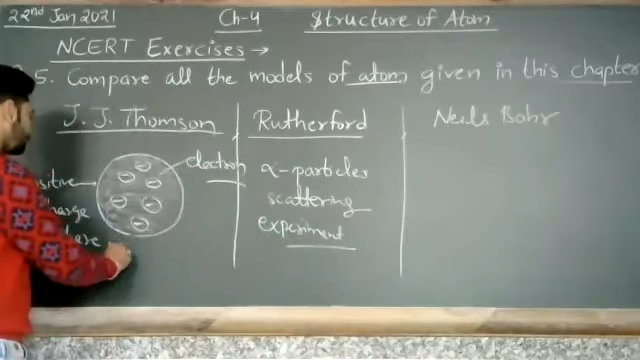 22nd Jan 2021
Ch-4
Structure of Atom
NCERT Exercises →
5. Compare all the models of atom given in this chapter
J. J. Thomson
electron
Rutherford
α-particles
scattering
experiment
Neils Bohr